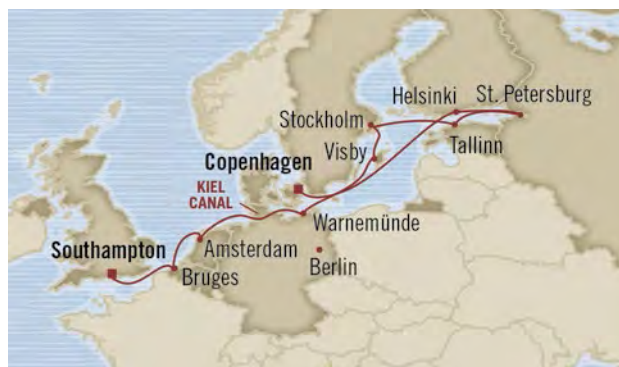 Helsinki
St. Petersburg
Stockholm
Tallinn
Visby
Copenhagen
KIEL
CANAL
Warnemünde
Southampton
Amsterdam
Berlin
Bruges